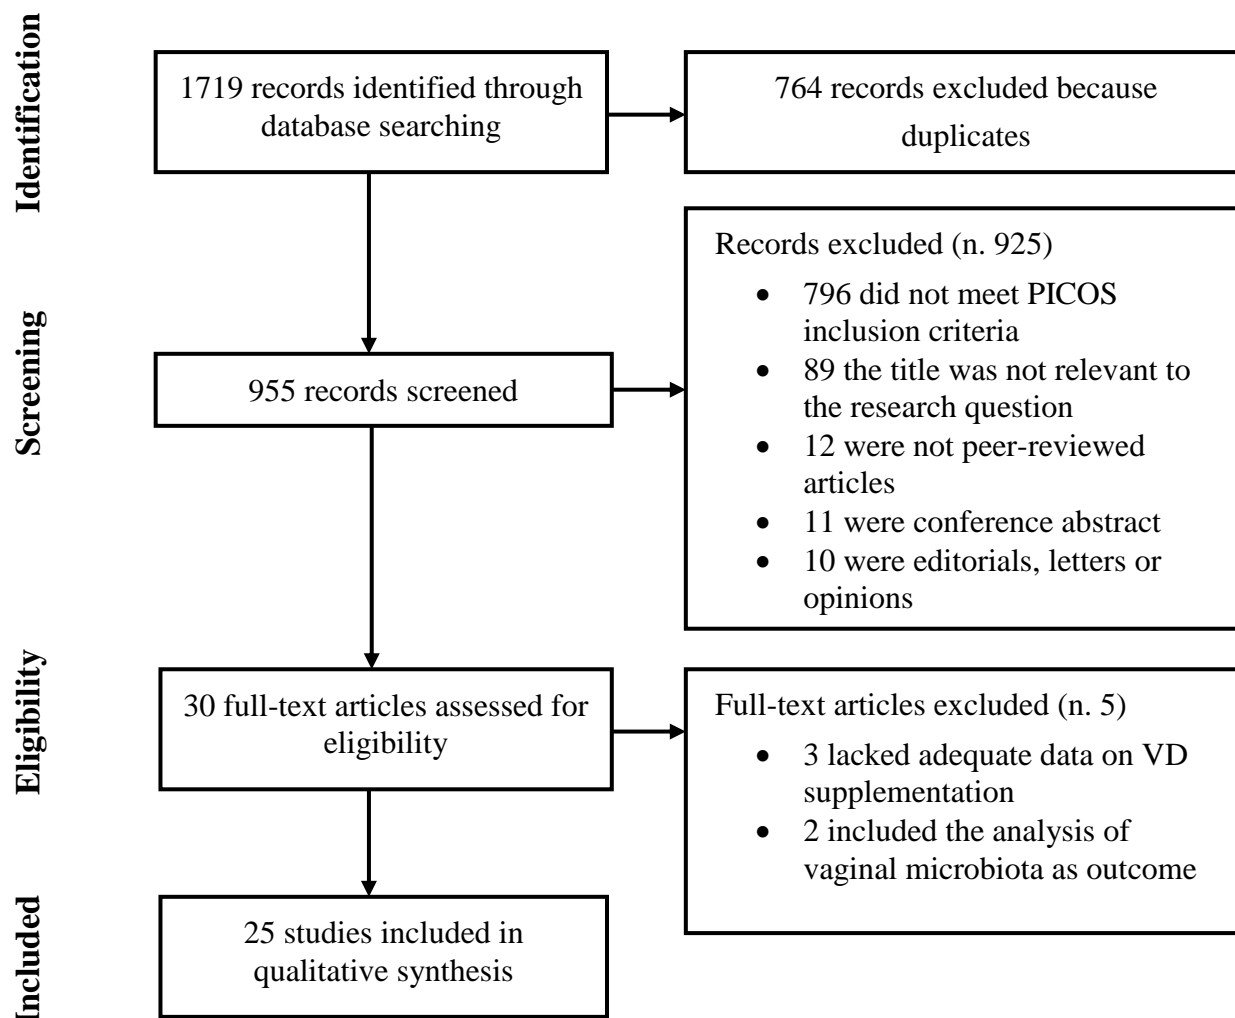 Identification
1719 records identified through
database searching
764 records excluded because
duplicates
Screening
955 records screened
Records excluded (n. 925)
• 796 did not meet PICOS
inclusion criteria
• 89 the title was not relevant to
the research question
• 12 were not peer-reviewed
articles
• 11 were conference abstract
• 10 were editorials, letters or
opinions
Eligibility
30 full-text articles assessed for
eligibility
Full-text articles excluded (n. 5)
• 3 lacked adequate data on VD
supplementation
• 2 included the analysis of
vaginal microbiota as outcome
Included
25 studies included in
qualitative synthesis